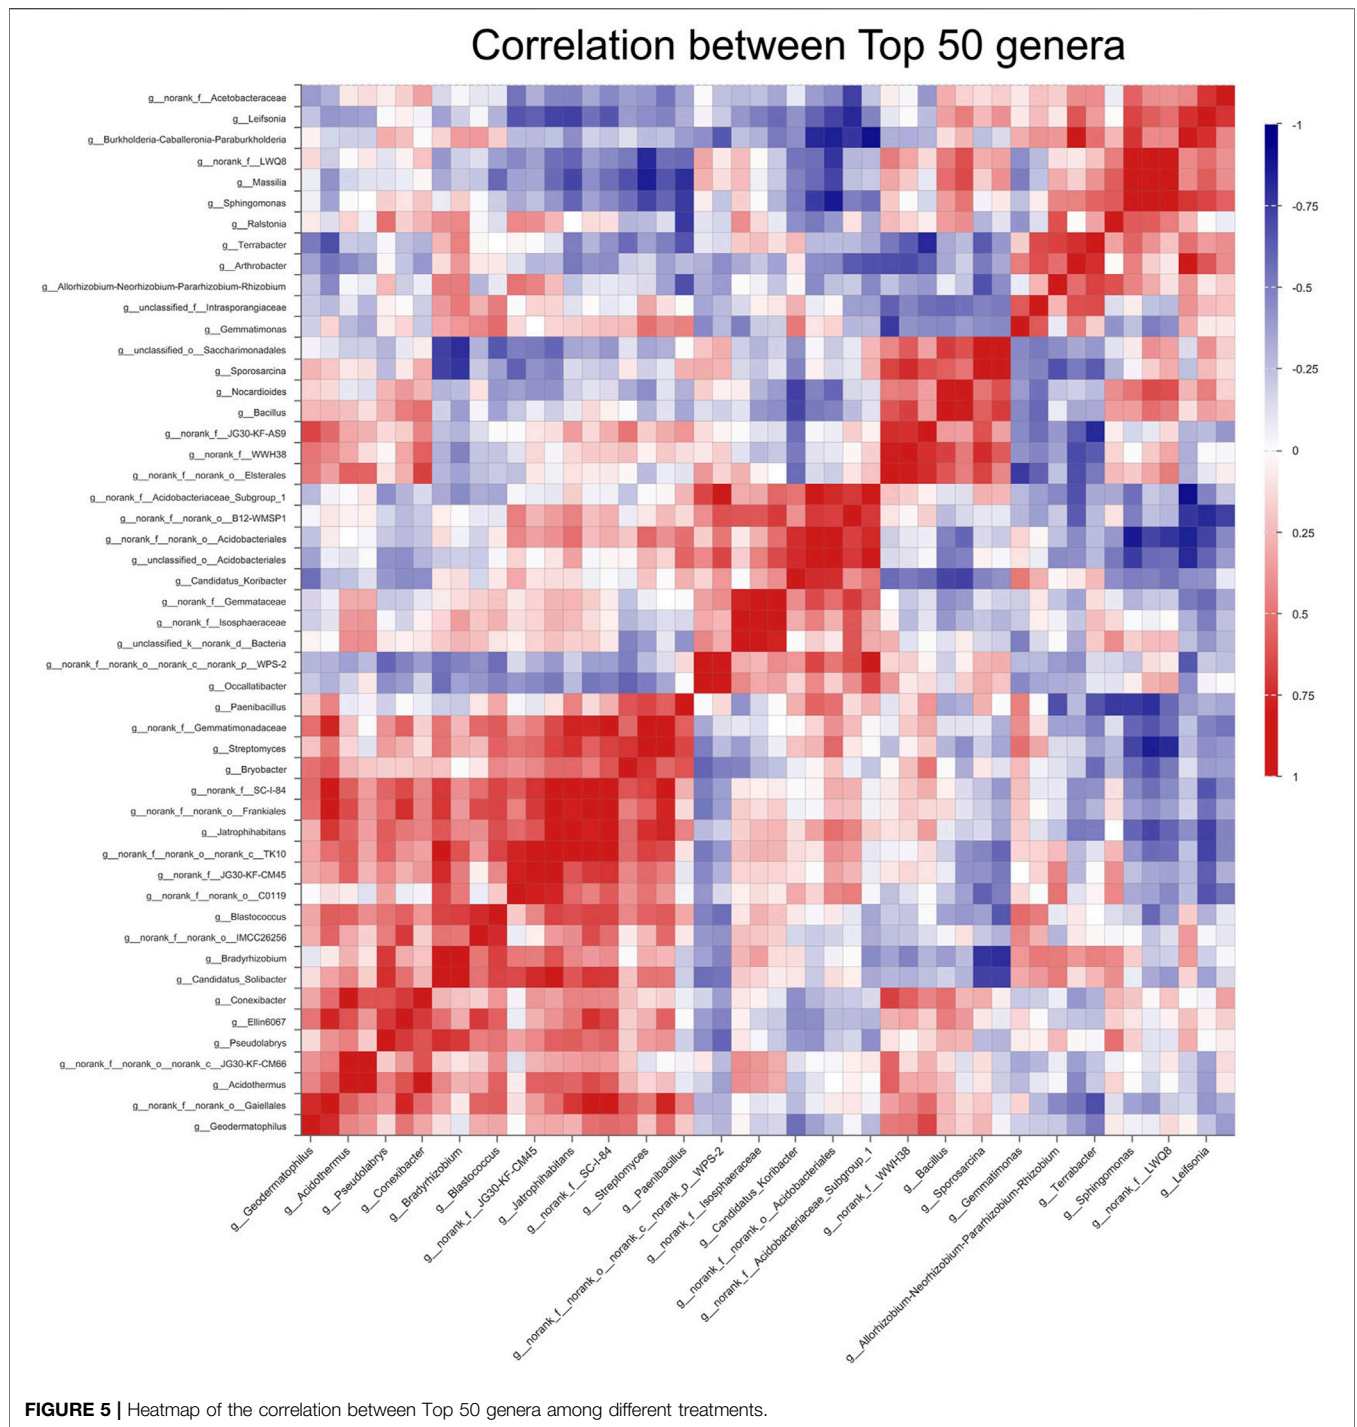 Correlation between Top 50 genera
g__norank_f__Acetobacteraceae
g__Leifsonia
g__Burkholderia-Caballeronia-Paraburkholderia
g__norank_f__LWQ8
g__Massilia
g__Sphingomonas
g__Ralstonia
g__Terrabacter
g__Arthrobacter
g__Allorhizobium-Neorhizobium-Pararhizobium-Rhizobium
g__unclassified_f__Intrasporangiaceae
g__Gemmatimonas
g__unclassified_o__Saccharimonadales
g__Sporosarcina
g__Nocardioides
g__Bacillus
g__norank_f__JG30-KF-AS9
g__norank_f__WWH38
g__norank_f__norank_o__Elsterales
g__norank_f__Acidobacteriaceae_Subgroup_1
g__norank_f__norank_o__B12-WMSP1
g__norank_f__norank_o__Acidobacteriales
g__unclassified_o__Acidobacteriales
g__Candidatus_Koribacter
g__norank_f__Gemmataceae
g__norank_f__Isosphaeraceae
g__unclassified_k__norank_d__Bacteria
g__norank_f__norank_o__norank_c__norank_p__WPS-2
g__Occallatibacter
g__Paenibacillus
g__norank_f__Gemmatimonadaceae
g__Streptomyces
g__Bryobacter
g__norank_f__SC-I-84
g__norank_f__norank_o__Frankiales
g__Jatrophihabitans
g__norank_f__norank_o__norank_c__TK10
g__norank_f__JG30-KF-CM45
g__norank_f__norank_o__C0119
g__Blastococcus
g__norank_f__norank_o__IMCC26256
g__Bradyrhizobium
g__Candidatus_Solibacter
g__Conexibacter
g__Ellin6067
g__Pseudolabrys
g__norank_f__norank_o__norank_c__JG30-KF-CM66
g__Acidothermus
g__norank_f__norank_o__Gaiellales
g__Geodermatophilus
-1
-0.75
-0.5
-0.25
0
0.25
0.5
0.75
1
g__Geodermatophilus
g__Acidothermus
g__Pseudolabrys
g__Conexibacter
g__Bradyrhizobium
g__Blastococcus
g__norank_f__JG30-KF-CM45
g__Jatrophihabitans
g__norank_f__SC-I-84
g__Streptomyces
g__Paenibacillus
g__norank_f__norank_o__norank_c__norank_p__WPS-2
g__norank_f__Isosphaeraceae
g__Candidatus_Koribacter
g__norank_f__norank_o__Acidobacteriales
g__norank_f__Acidobacteriaceae_Subgroup_1
g__norank_f__WWH38
g__Bacillus
g__Sporosarcina
g__Gemmatimonas
g__Allorhizobium-Neorhizobium-Pararhizobium-Rhizobium
g__Terrabacter
g__Sphingomonas
g__norank_f__LWQ8
g__Leifsonia
FIGURE 5 | Heatmap of the correlation between Top 50 genera among different treatments.